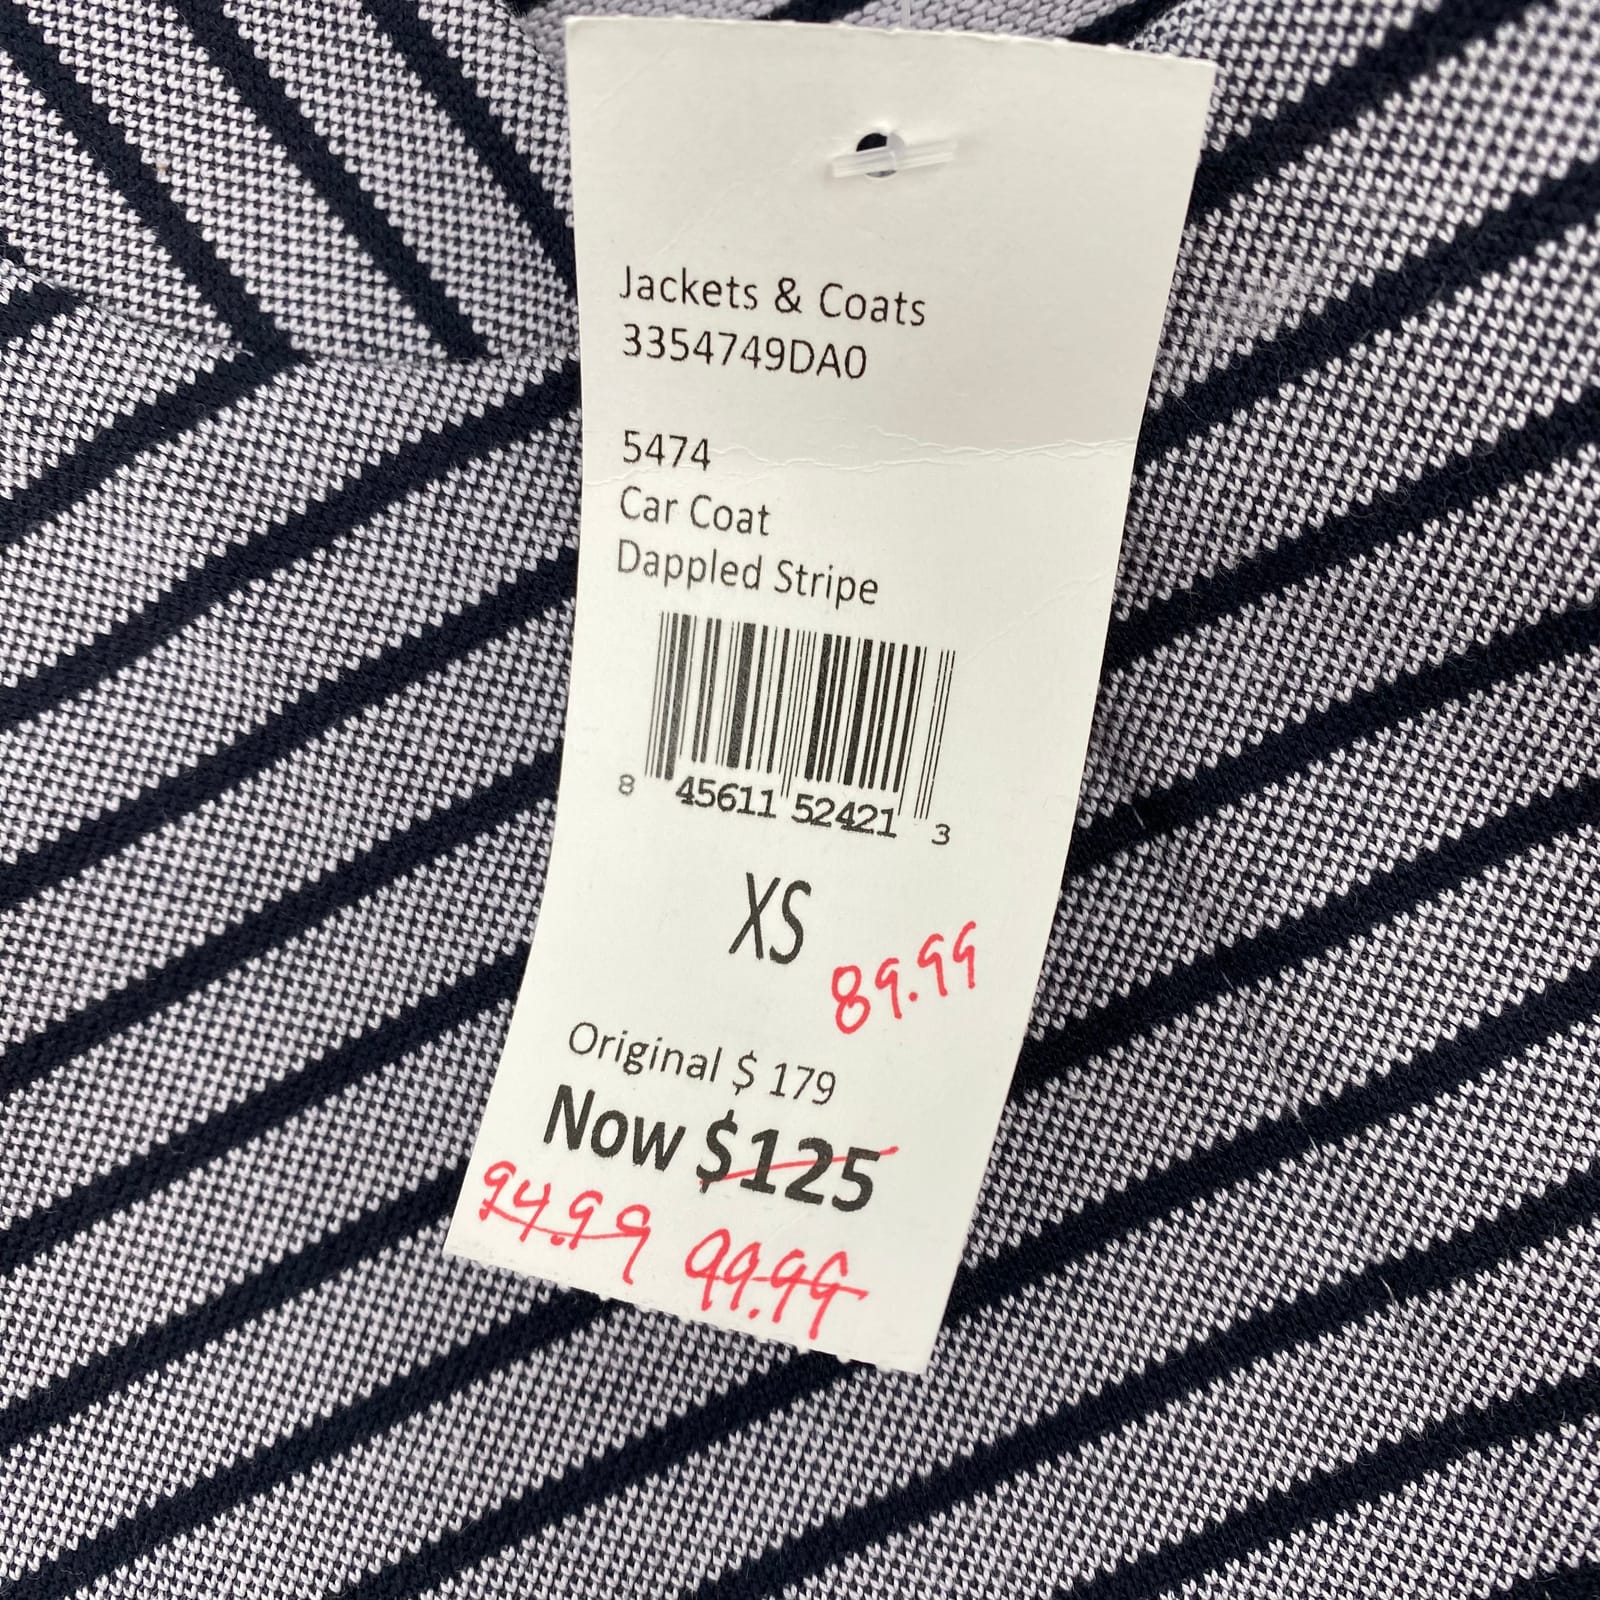 Jackets & Coats
3354749DA0
5474
Car Coat
Dappled Stripe
8 45611 52421 3
XS
89.99
Original $ 179
Now $125
94.99 99.99